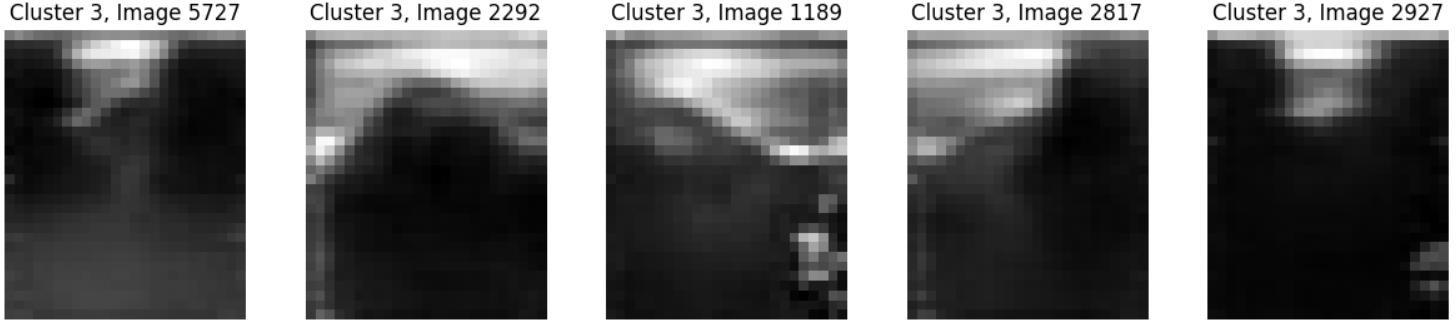 Cluster 3, Image 5727
Cluster 3, Image 2292
Cluster 3, Image 1189
Cluster 3, Image 2817
Cluster 3, Image 2927